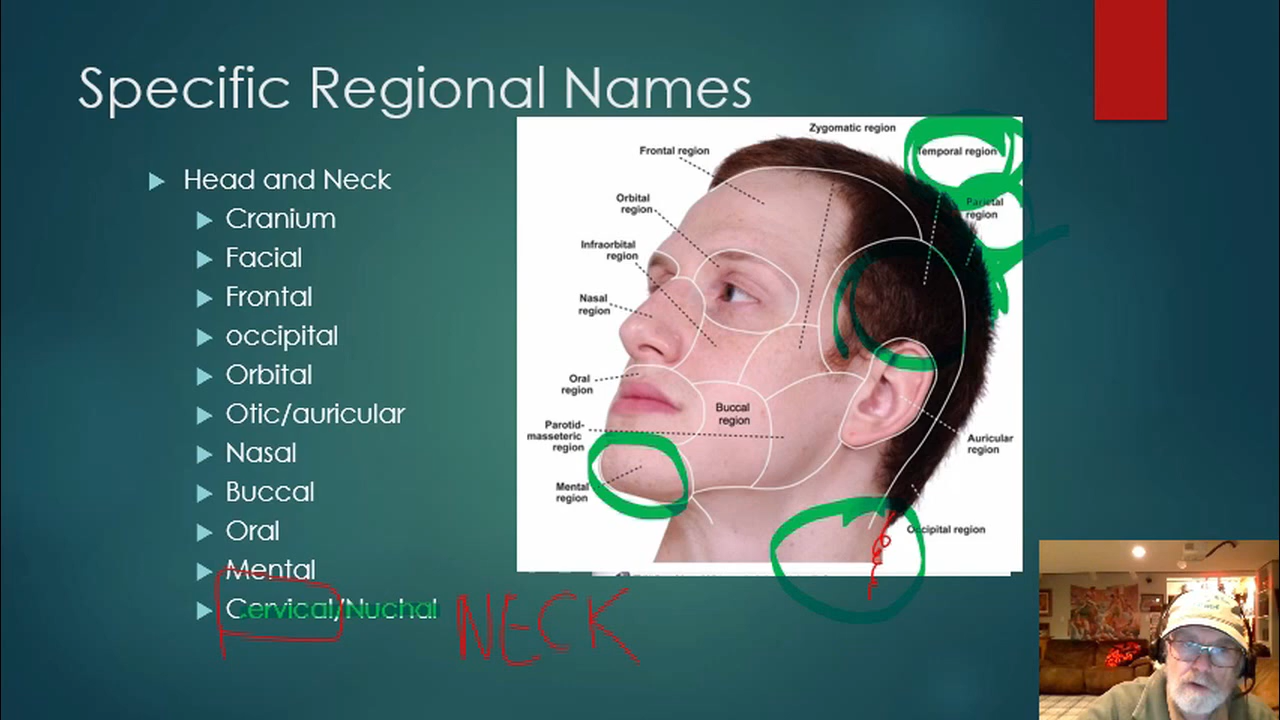 Specific Regional Names
Head and Neck
Cranium
Facial
Frontal
occipital
Orbital
Otic/auricular
Nasal
Buccal
Oral
Mental
Cervical/Nuchal
NECK
Zygomatic region
Frontal region
Temporal region
Orbital
region
Parietal
region
Infraorbital
region
Nasal
region
Oral
region
Buccal
region
Parotid-
masseteric
region
Auricular
region
Mental
region
Occipital region